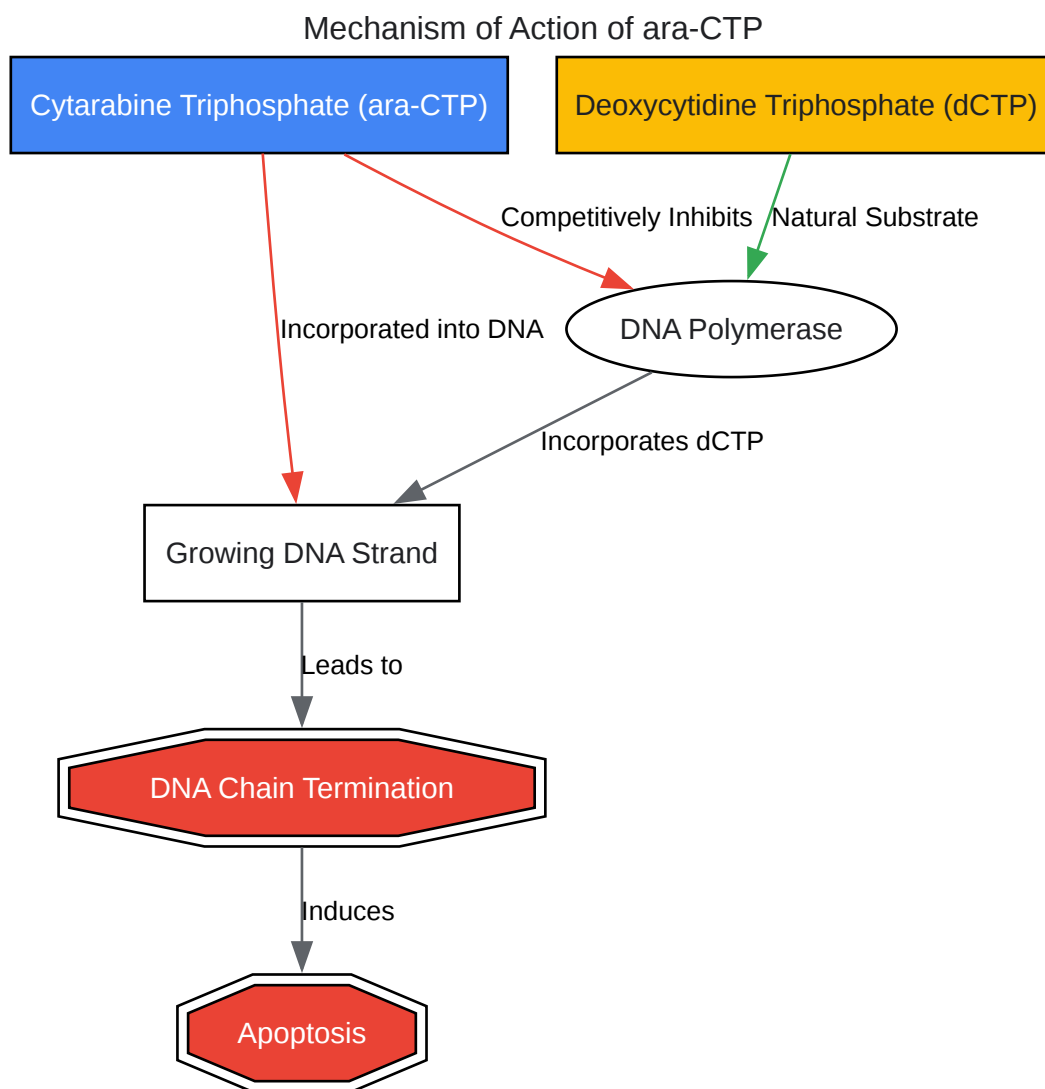 Mechanism of Action of ara-CTP
Cytarabine Triphosphate (ara-CTP)
Deoxycytidine Triphosphate (dCTP)
Competitively Inhibits
Natural Substrate
Incorporated into DNA
DNA Polymerase
Incorporates dCTP
Growing DNA Strand
Leads to
DNA Chain Termination
Induces
Apoptosis